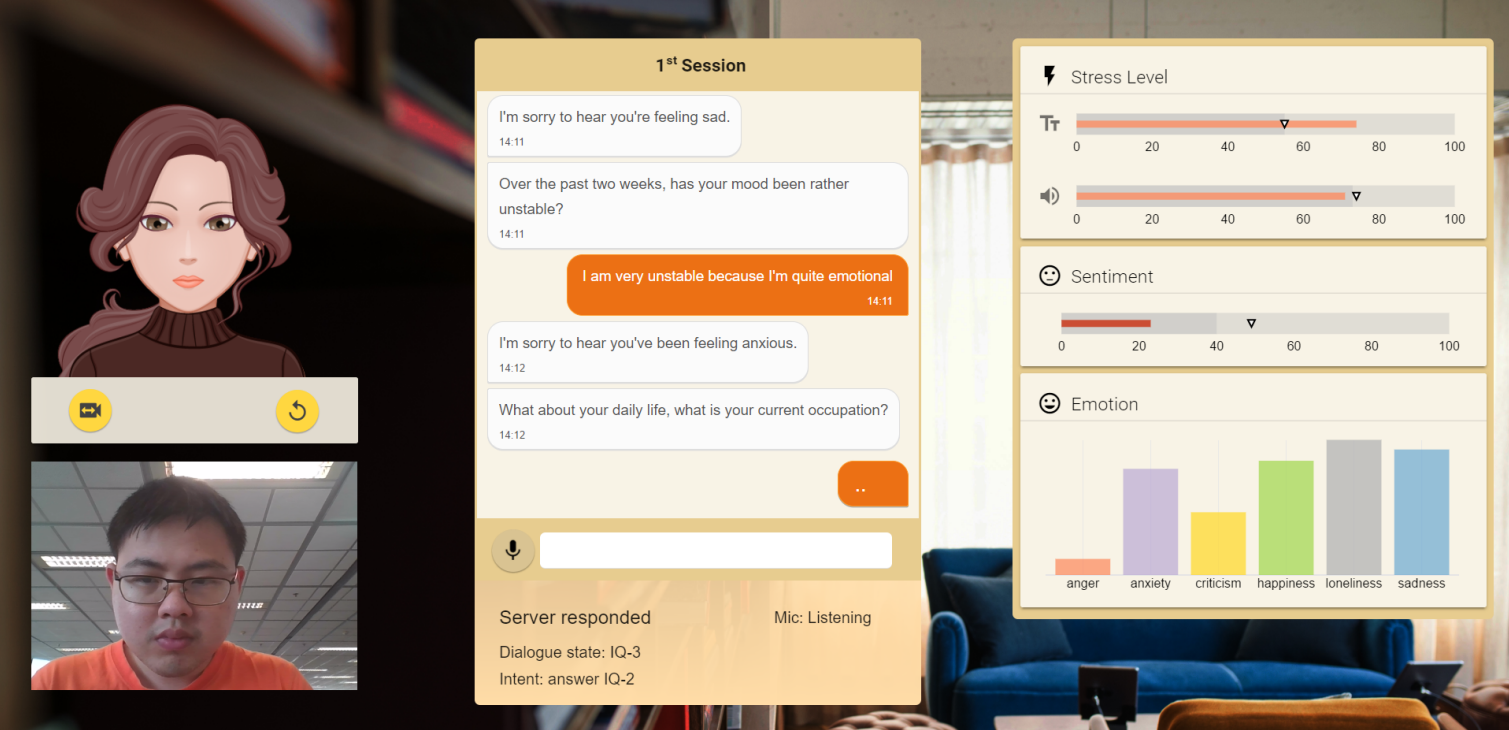 1st Session
I'm sorry to hear you're feeling sad.
14:11
Over the past two weeks, has your mood been rather
unstable?
14:11
I am very unstable because I'm quite emotional
14:11
I'm sorry to hear you've been feeling anxious.
14:12
What about your daily life, what is your current occupation?
14:12
..
Server responded
Mic: Listening
Dialogue state: IQ-3
Intent: answer IQ-2
Stress Level
Tт
0 20 40 60 80 100
0 20 40 60 80 100
Sentiment
0 20 40 60 80 100
Emotion
anger anxiety criticism happiness loneliness sadness